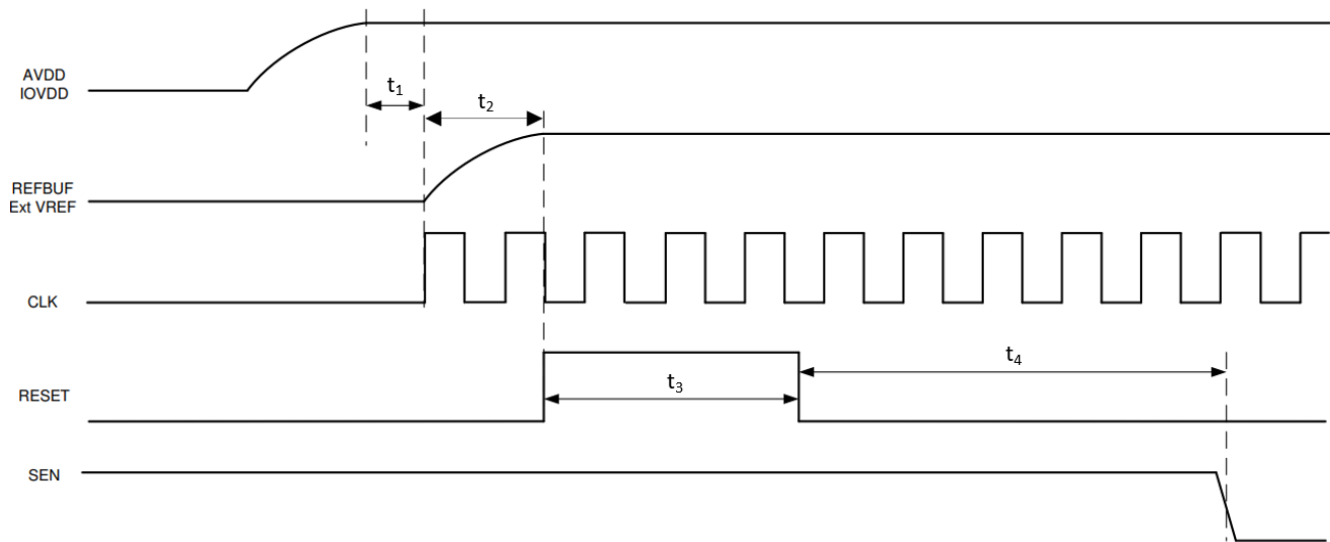 AVDD
IOVDD
t₁
t₂
REFBUF
Ext VREF
CLK
RESET
t₃
t₄
SEN